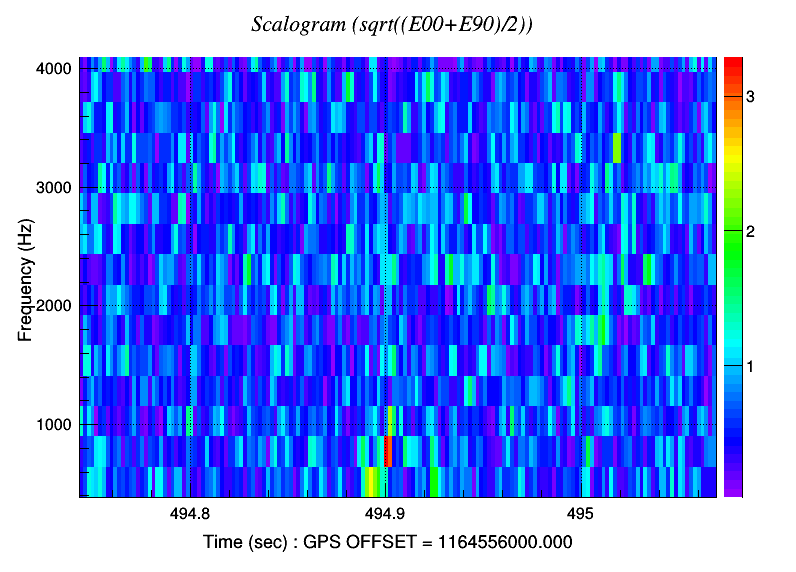 Scalogram (sqrt((E00+E90)/2))
Frequency (Hz)
4000
3000
2000
1000
3
2
1
494.8 494.9 495
Time (sec) : GPS OFFSET = 1164556000.000